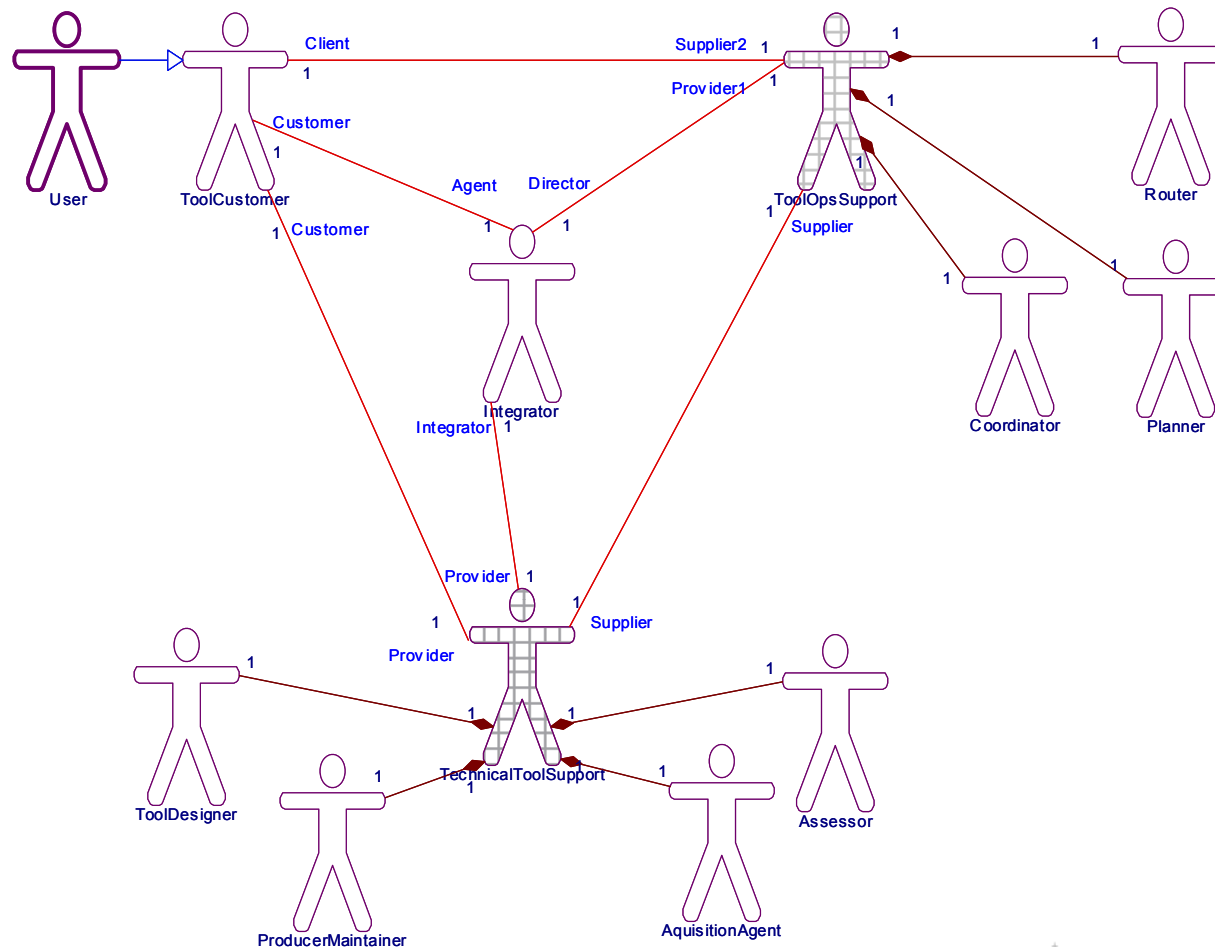 Client
1
Supplier2
1
1
1
Provider1
1
1
Customer
1
User
ToolCustomer
Agent
Director
1
ToolOpsSupport
Router
1
Customer
1
1
1
Supplier
1
1
Integrator
Integrator
1
Coordinator
Planner
Provider
1
1
1
Supplier
Provider
1
1
1
1
TechnicalToolSupport
1
1
1
1
ToolDesigner
Assessor
ProducerMaintainer
AquisitionAgent